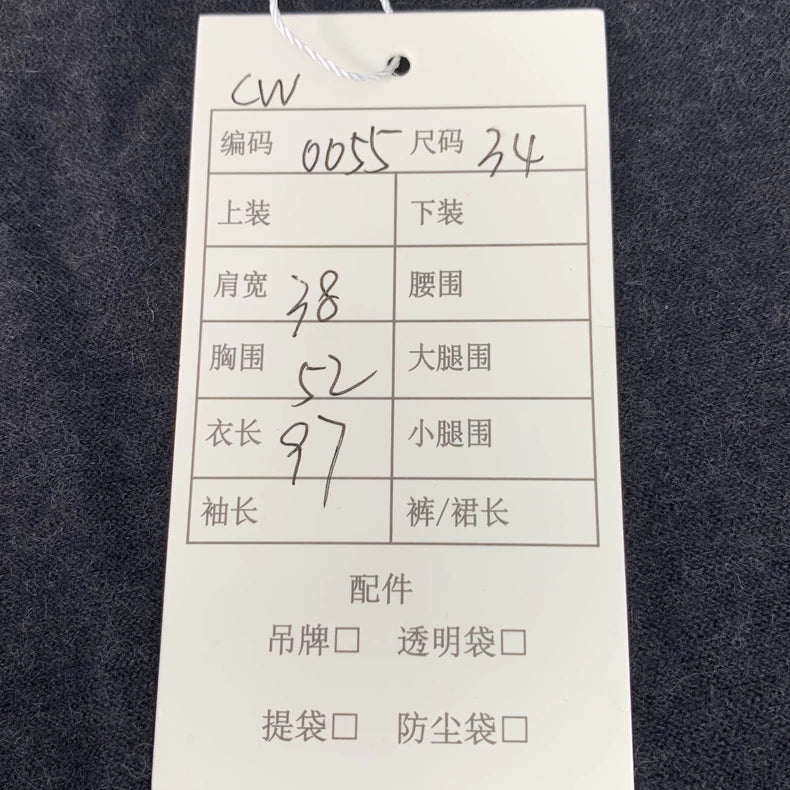 CW
编码 0055 尺码 34
上装 下装
肩宽 38 腰围
胸围 52 大腿围
衣长 97 小腿围
袖长 裤/裙长
配件
吊牌□ 透明袋□
提袋□ 防尘袋□